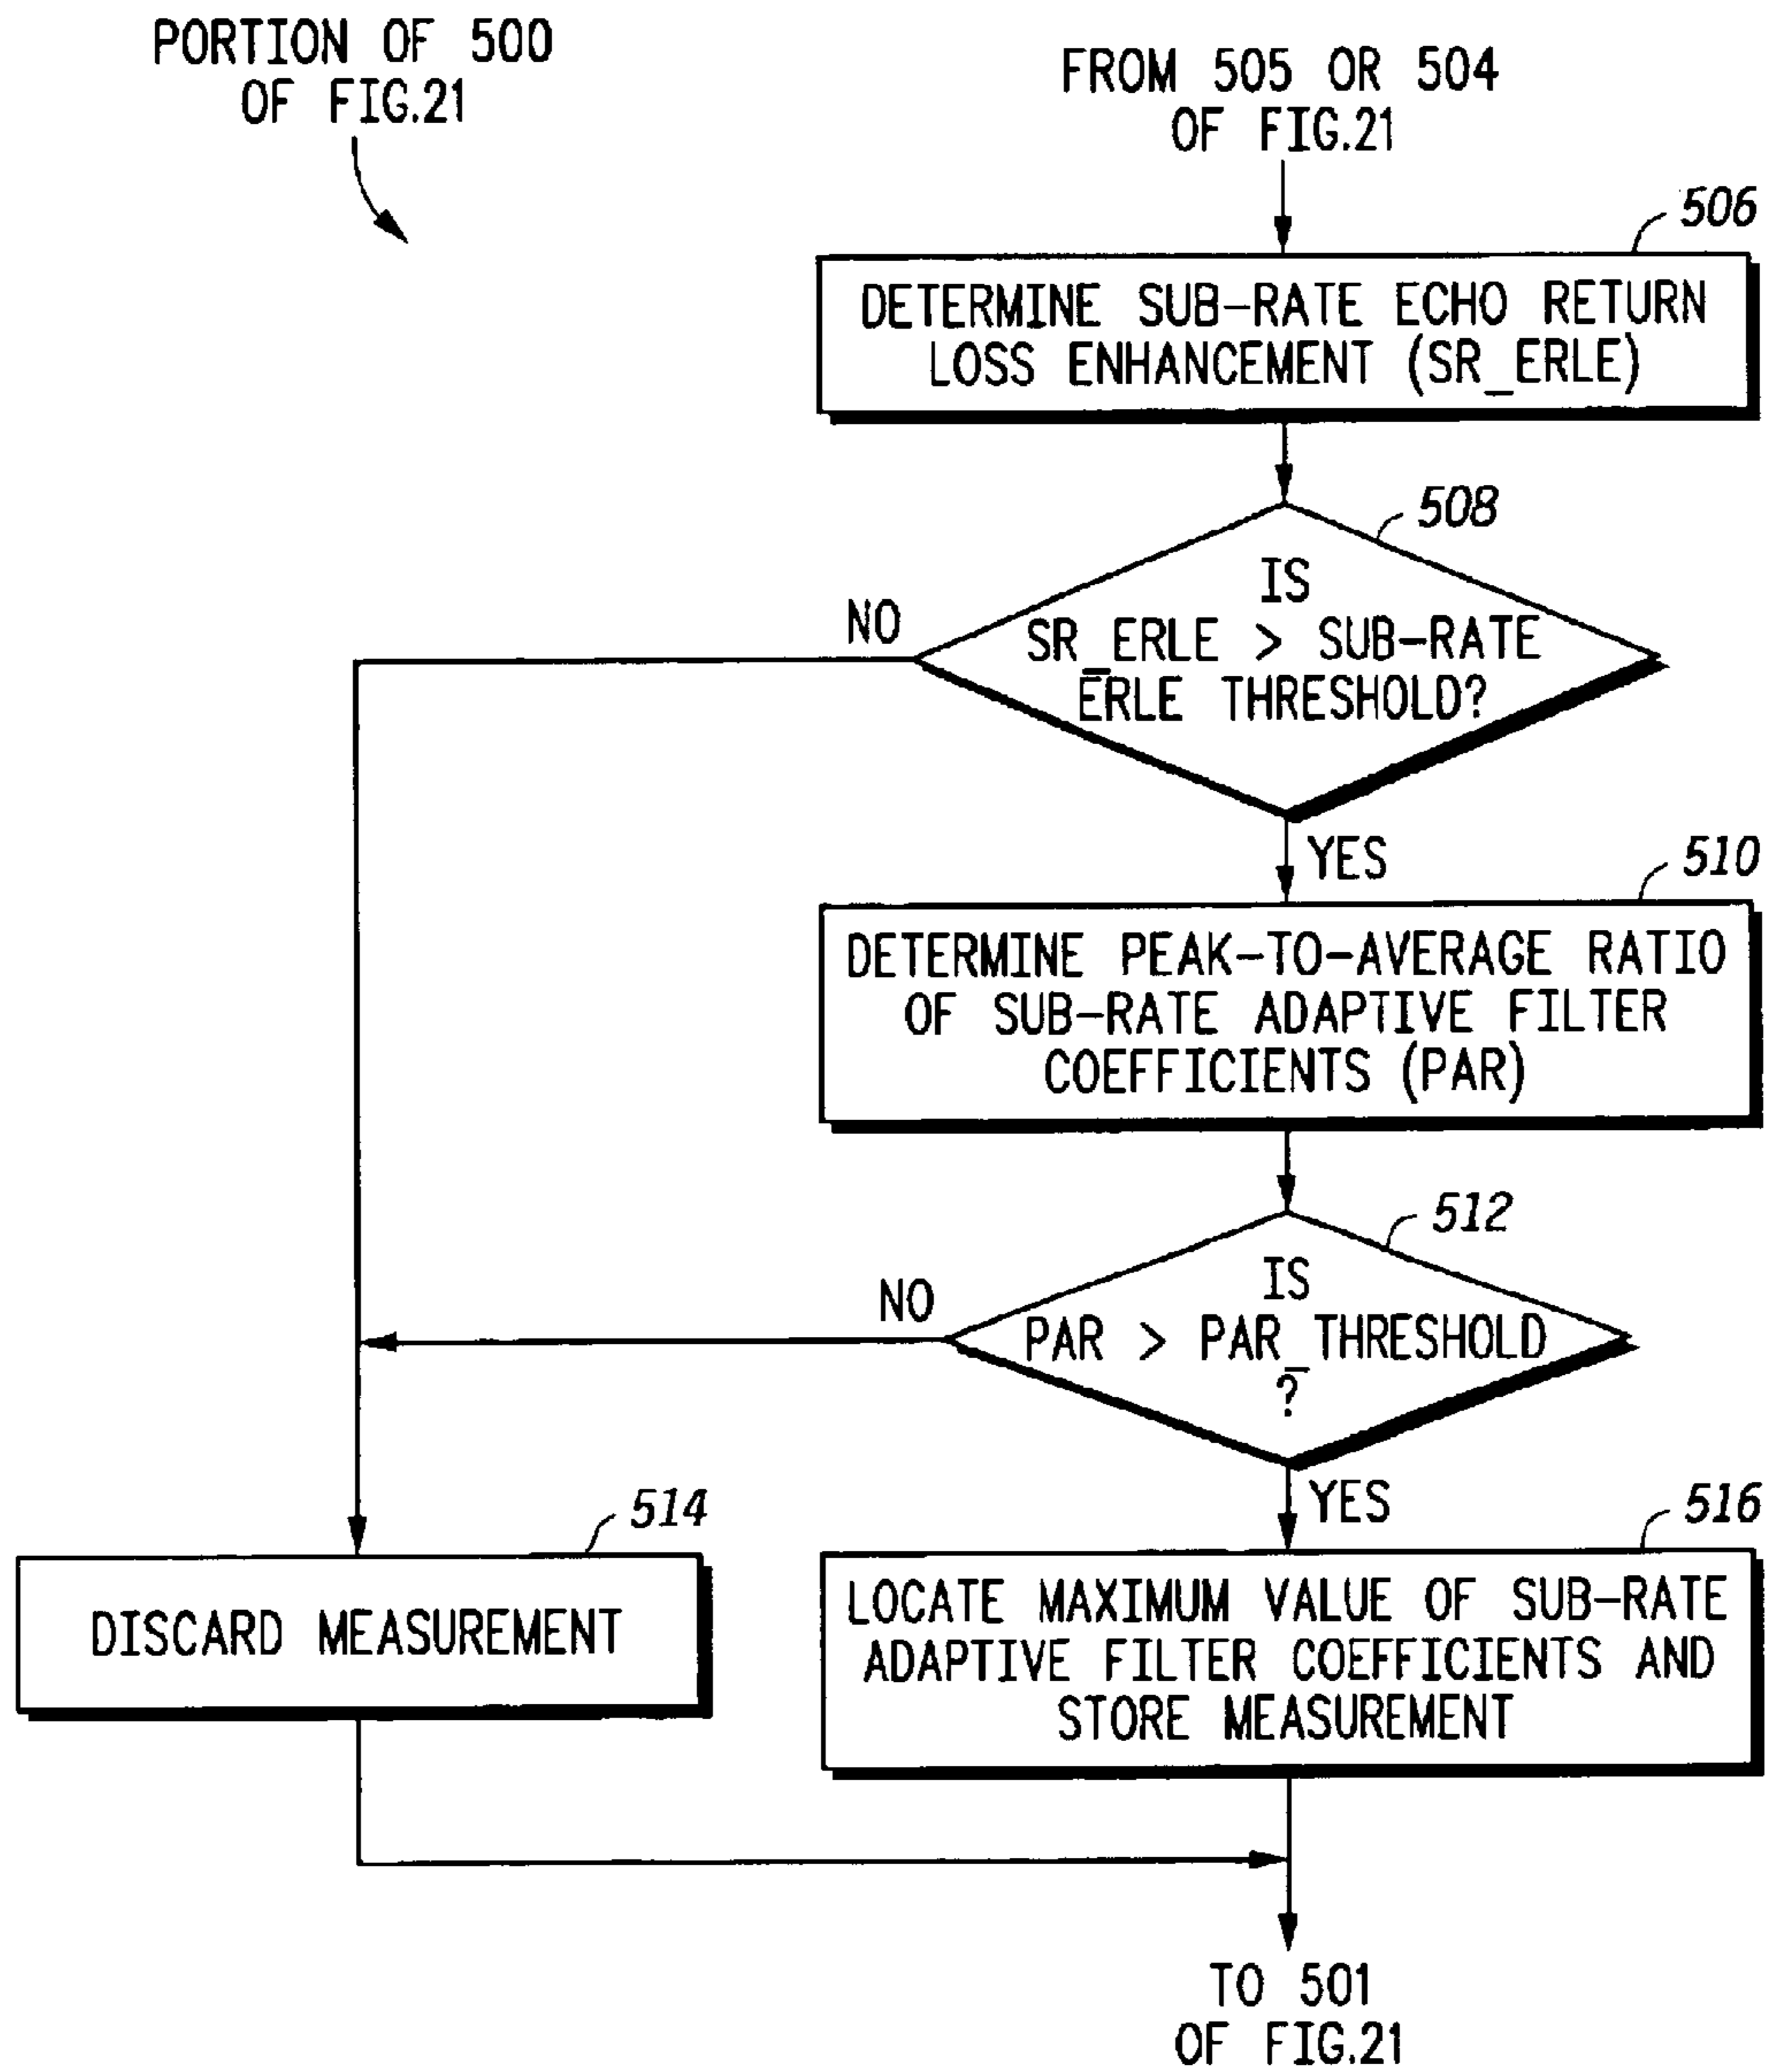 PORTION OF 500
OF FIG.21
FROM 505 OR 504
OF FIG.21
506
DETERMINE SUB-RATE ECHO RETURN
LOSS ENHANCEMENT (SR_ERLE)
508
IS
SR_ERLE > SUB-RATE
ERLE THRESHOLD?
NO
YES
510
DETERMINE PEAK-TO-AVERAGE RATIO
OF SUB-RATE ADAPTIVE FILTER
COEFFICIENTS (PAR)
512
IS
PAR > PAR_THRESHOLD
?
NO
YES
514
DISCARD MEASUREMENT
516
LOCATE MAXIMUM VALUE OF SUB-RATE
ADAPTIVE FILTER COEFFICIENTS AND
STORE MEASUREMENT
TO 501
OF FIG.21